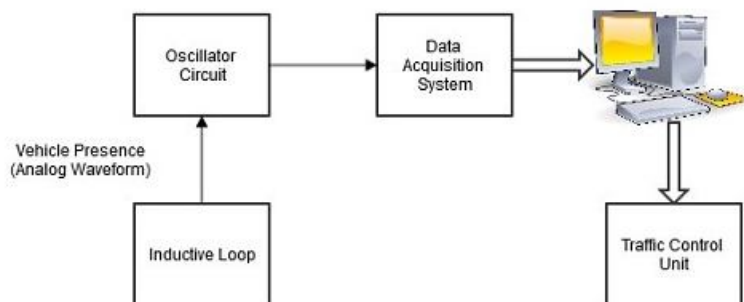 Oscillator
Circuit
Data
Acquisition
System
Vehicle Presence
(Analog Waveform)
Inductive Loop
Traffic Control
Unit